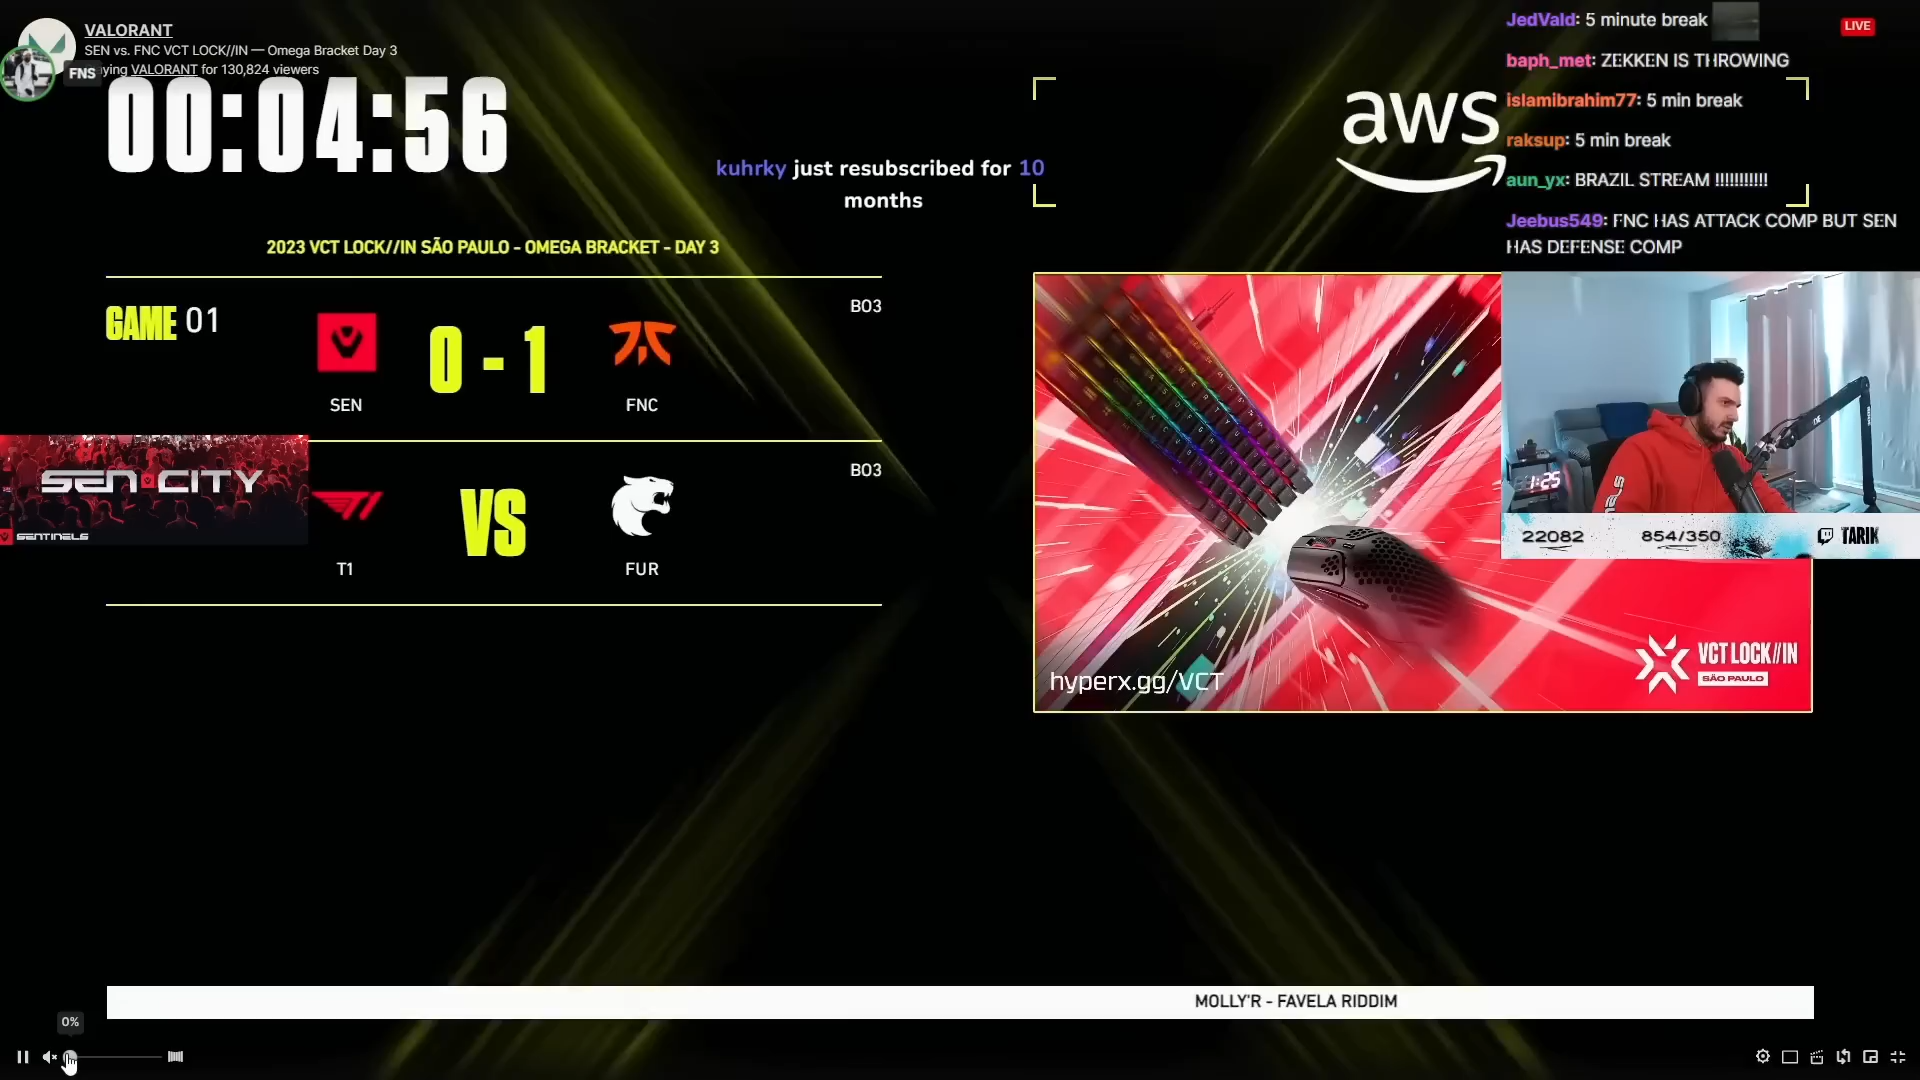 VALORANT
SEN vs. FNC VCT LOCK//IN — Omega Bracket Day 3
aying VALORANT for 130,824 viewers
FNS
00:04:56
kuhrky just resubscribed for 10
months
aws
JedVald: 5 minute break
LIVE
baph_met: ZEKKEN IS THROWING
islamibrahim77: 5 min break
raksup: 5 min break
aun_yx: BRAZIL STREAM !!!!!!!!!!!
Jeebus549: FNC HAS ATTACK COMP BUT SEN
HAS DEFENSE COMP
2023 VCT LOCK//IN SÃO PAULO - OMEGA BRACKET - DAY 3
GAME 01
BO3
0 - 1
SEN
FNC
SEN CITY
SENTINELS
BO3
T1
VS
T1
FUR
1:25
22082
854/350
TARIK
hyperx.gg/VCT
VCT LOCK//IN
SÃO PAULO
MOLLY'R - FAVELA RIDDIM
0%